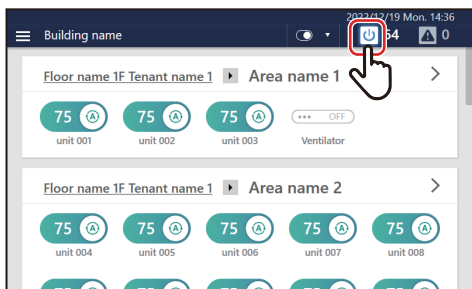 2022/12/19 Mon. 14:36
Building name 64 0
Floor name 1F Tenant name 1 Area name 1
75 A 75 A 75 A ... OFF
unit 001 unit 002 unit 003 Ventilator
Floor name 1F Tenant name 1 Area name 2
75 A 75 A 75 A 75 A 75 A
unit 004 unit 005 unit 006 unit 007 unit 008